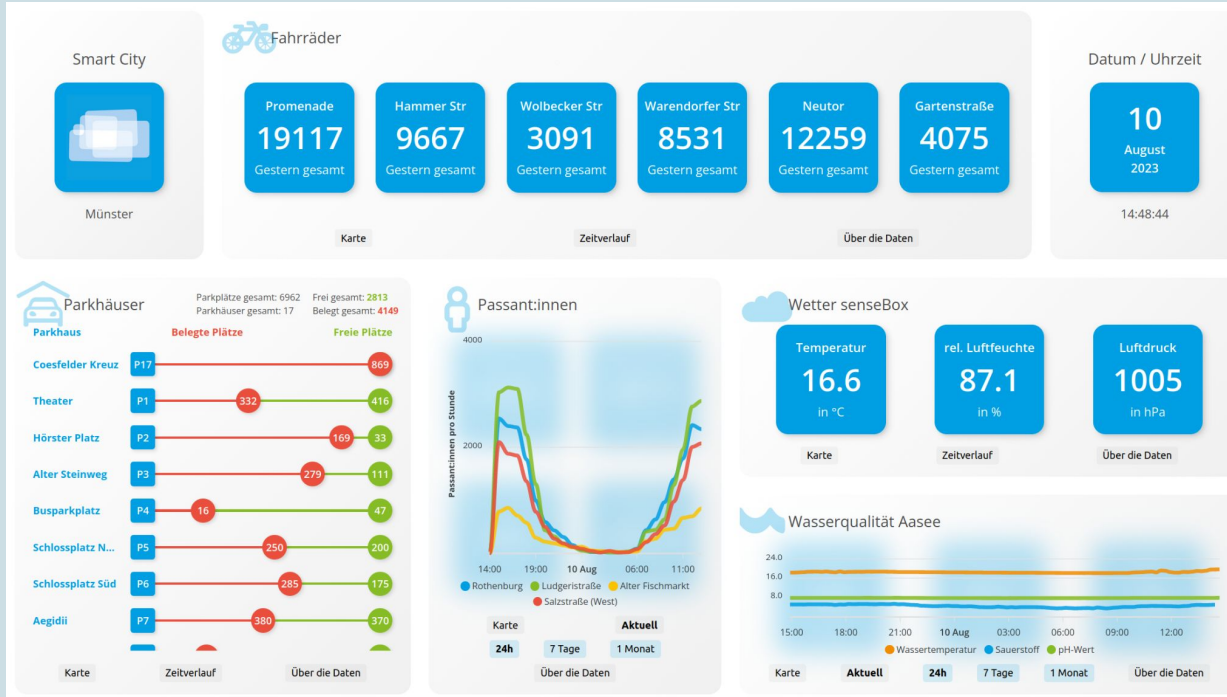 Smart City
Münster
Fahrräder
Promenade
19117
Gestern gesamt
Hammer Str
9667
Gestern gesamt
Wolbecker Str
3091
Gestern gesamt
Warendorfer Str
8531
Gestern gesamt
Neutor
12259
Gestern gesamt
Gartenstraße
4075
Gestern gesamt
Karte
Zeitverlauf
Über die Daten
Datum / Uhrzeit
10
August
2023
14:48:44
Parkhäuser
Parkplätze gesamt: 6962 Frei gesamt: 2813
Parkhäuser gesamt: 17 Belegt gesamt: 4149
Parkhaus Belegte Plätze Freie Plätze
Coesfelder Kreuz P17 869
Theater P1 332 416
Hörster Platz P2 169 33
Alter Steinweg P3 279 111
Busparkplatz P4 16 47
Schlossplatz N... P5 250 200
Schlossplatz Süd P6 285 175
Aegidii P7 380 370
Karte
Zeitverlauf
Über die Daten
Passant:innen
Passant:innen pro Stunde
4000
2000
14:00 19:00 10 Aug 06:00 11:00
Rothenburg Ludgeristraße Alter Fischmarkt
Salzstraße (West)
Karte Aktuell
24h 7 Tage 1 Monat
Über die Daten
Wetter senseBox
Temperatur
16.6
in °C
rel. Luftfeuchte
87.1
in %
Luftdruck
1005
in hPa
Karte
Zeitverlauf
Über die Daten
Wasserqualität Aasee
24.0
16.0
8.0
15:00 18:00 21:00 10 Aug 03:00 06:00 09:00 12:00
Wassertemperatur Sauerstoff pH-Wert
Karte Aktuell 24h 7 Tage 1 Monat Über die Daten